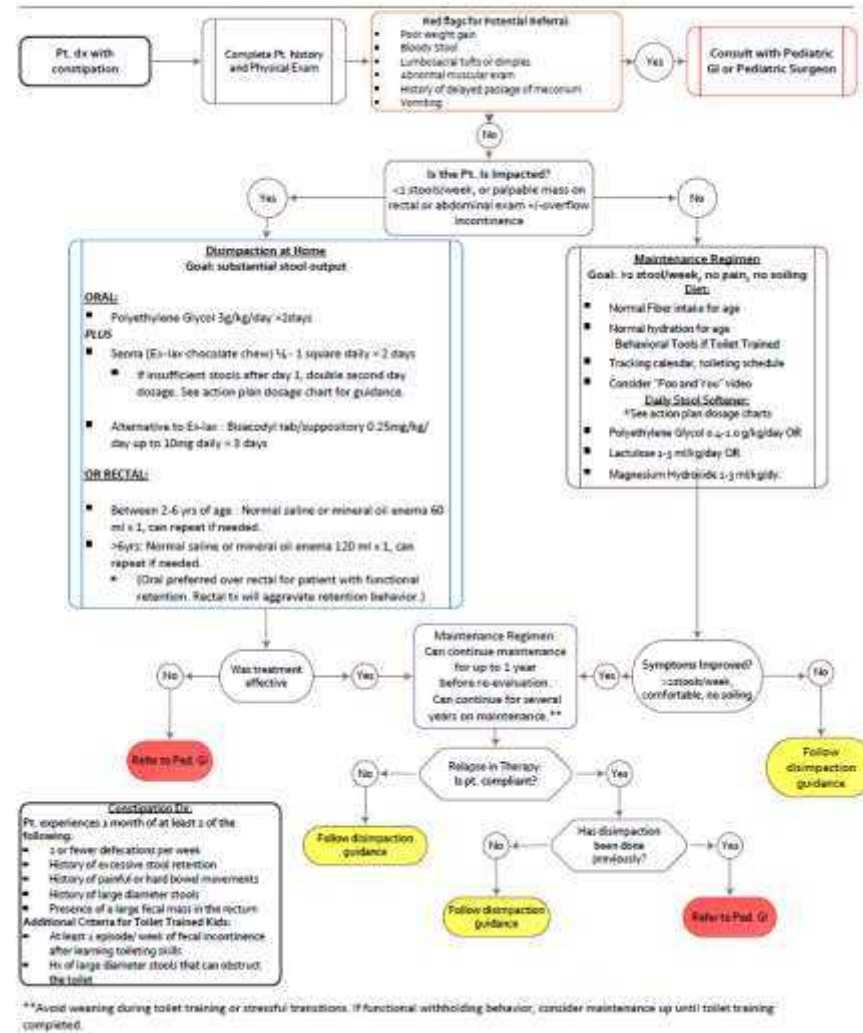 Pt. dx with
constipation
Complete Pt. history
and Physical Exam
Red flags for Potential Referral
Poor weight gain
Bloody Stool
Lumbosacral tufts or dimples
Abnormal muscular exam
History of delayed passage of meconium
Vomiting
Yes
Consult with Pediatric
GI or Pediatric Surgeon
No
Is the Pt. Is Impacted?
<2 stools/week, or palpable mass on
rectal or abdominal exam +/-overflow
incontinence
Yes
No
Disimpaction at Home
Goal: substantial stool output
ORAL:
Polyethylene Glycol 3g/kg/day
PLUS
Senna (Ex-lax chocolate chew) - 1 square daily × 2 days
If insufficient stools after day 1, double second day
dosage. See action plan dosage chart for guidance.
Alternative to Ex-lax : Bisacodyl tab/suppository 0.25mg/kg/
day up to 10mg daily × 3 days
OR RECTAL:
Between 2-6 yrs of age : Normal saline or mineral oil enema 60
ml x 1, can repeat if needed.
>6yrs: Normal saline or mineral oil enema 120 ml x 1, can
repeat if needed.
(Oral preferred over rectal for patient with functional
retention. Rectal tx will aggravate retention behavior.)
Maintenance Regimen
Goal: >2 stool/week, no pain, no soiling
Diet:
Normal Fiber intake for age
Normal hydration for age
Behavioral Tools if Toilet Trained
Tracking calendar, toileting schedule
Consider "Poo and You" video
Daily Stool Softener:
*See action plan dosage charts
Polyethylene Glycol 0.4-1.0 g/kg/day OR
Lactulose 1-3 ml/kg/day OR
Magnesium Hydroxide 1-3 ml/kg/dy.
Was treatment
effective
No
Yes
Refer to Ped. GI
Maintenance Regimen
Can continue maintenance
for up to 1 year
before re-evaluation.
Can continue for several
years on maintenance.**
Yes
Symptoms Improved?
>2stools/week,
comfortable, no soiling
No
Follow
disimpaction
guidance
Relapse in Therapy
Is pt. compliant?
No
Yes
Follow disimpaction
guidance
Has disimpaction
been done
previously?
No
Yes
Follow disimpaction
guidance
Refer to Ped. GI
Constipation Dx:
Pt. experiences 1 month of at least 2 of the
following:
2 or fewer defecations per week
History of excessive stool retention
History of painful or hard bowel movements
History of large diameter stools
Presence of a large fecal mass in the rectum
Additional Criteria for Toilet Trained Kids:
At least 1 episode/ week of fecal incontinence
after learning toileting skills
Hx of large diameter stools that can obstruct
the toilet
**Avoid weaning during toilet training or stressful transitions. If functional withholding behavior, consider maintenance up until toilet training
completed.